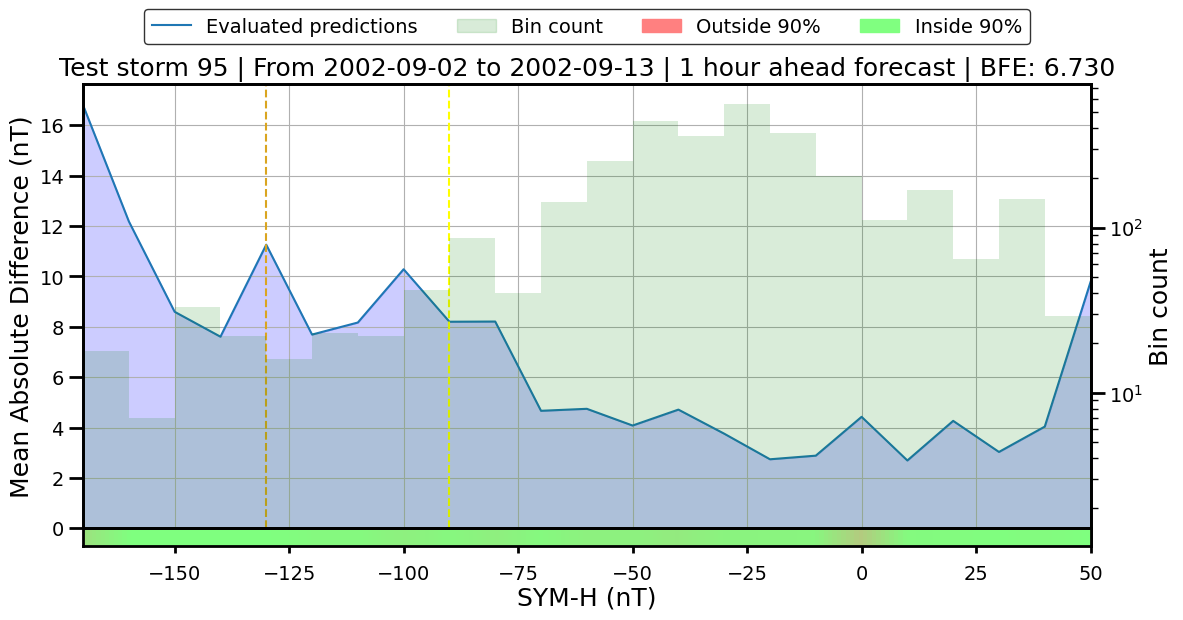 Evaluated predictions Bin count Outside 90% Inside 90%
Test storm 95 | From 2002-09-02 to 2002-09-13 | 1 hour ahead forecast | BFE: 6.730
Mean Absolute Difference (nT)
16
14
12
10
8
6
4
2
0
10²
10¹
Bin count
−150 −125 −100 −75 −50 −25 0 25 50
SYM-H (nT)